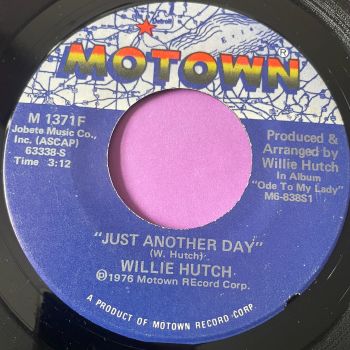 Detroit
MOTOWN®
M 1371F
Jobete Music Co.,
Inc. (ASCAP)
63338-S
Time 3:12
Produced &
Arranged by
Willie Hutch
In Album
"Ode To My Lady"
M6-838S1
"JUST ANOTHER DAY"
(W. Hutch)
WILLIE HUTCH
©℗1976 Motown REcord Corp.
A PRODUCT OF MOTOWN RECORD CORP.